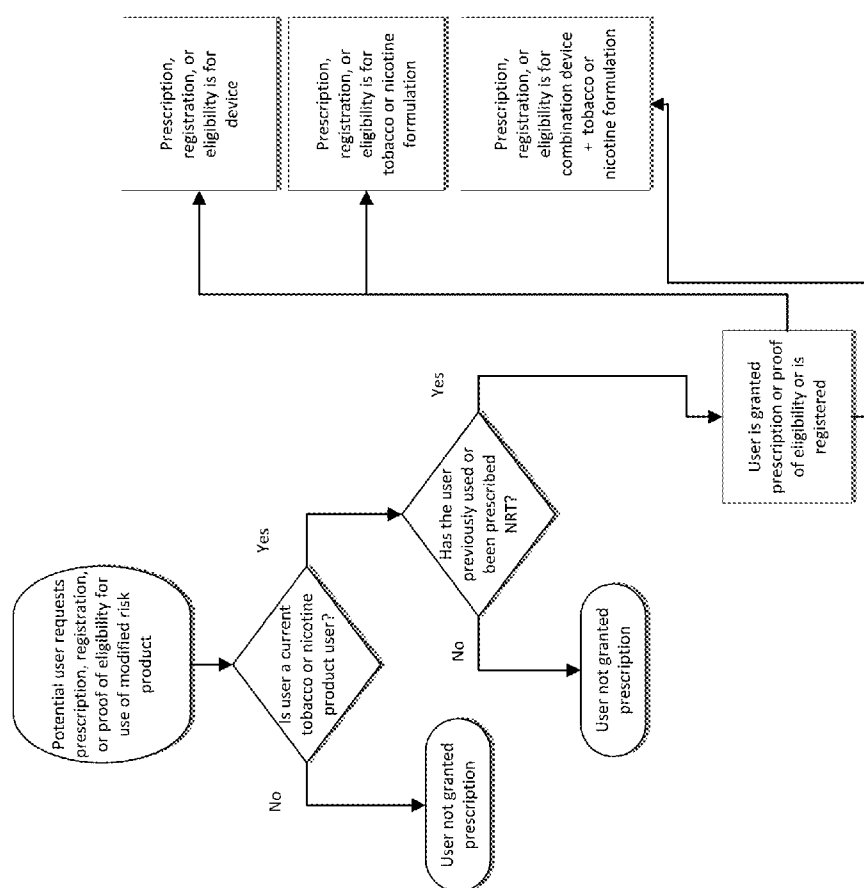 Potential user requests
prescription, registration,
or proof of eligibility for
use of modified risk
product
Is user a current
tobacco or nicotine
product user?
No
Yes
User not granted
prescription
Has the user
previously used or
been prescribed
NRT?
No
Yes
User not granted
prescription
User is granted
prescription or proof
of eligibility or is
registered
Prescription,
registration, or
eligibility is for
device
Prescription,
registration, or
eligibility is for
tobacco or nicotine
formulation
Prescription,
registration, or
eligibility is for
combination device
+ tobacco or
nicotine formulation